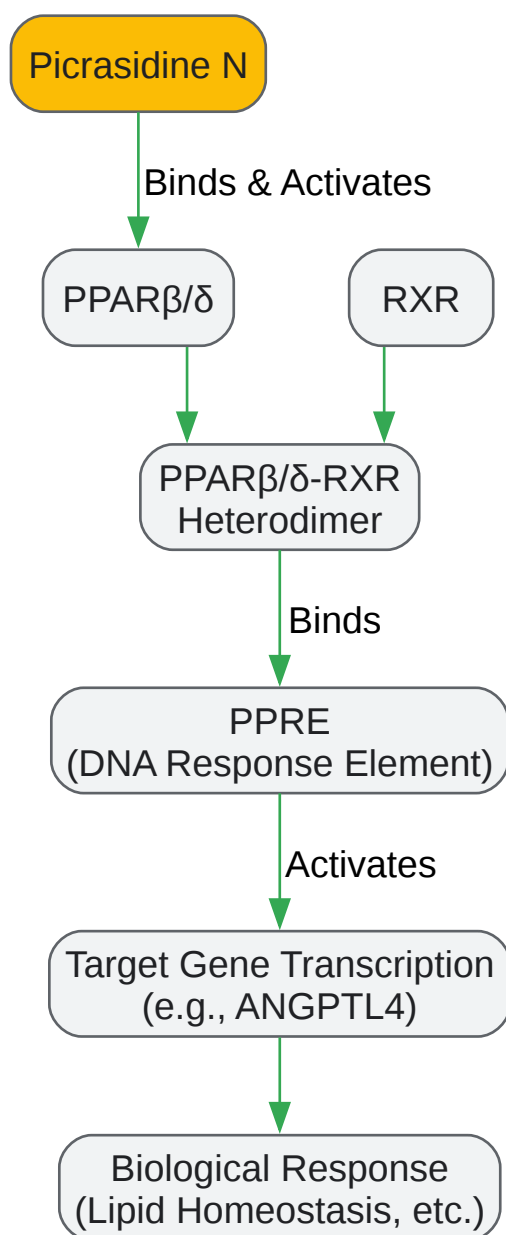 Picrasidine N
Binds & Activates
PPARβ/δ
RXR
PPARβ/δ-RXR
Heterodimer
Binds
PPRE
(DNA Response Element)
Activates
Target Gene Transcription
(e.g., ANGPTL4)
Biological Response
(Lipid Homeostasis, etc.)